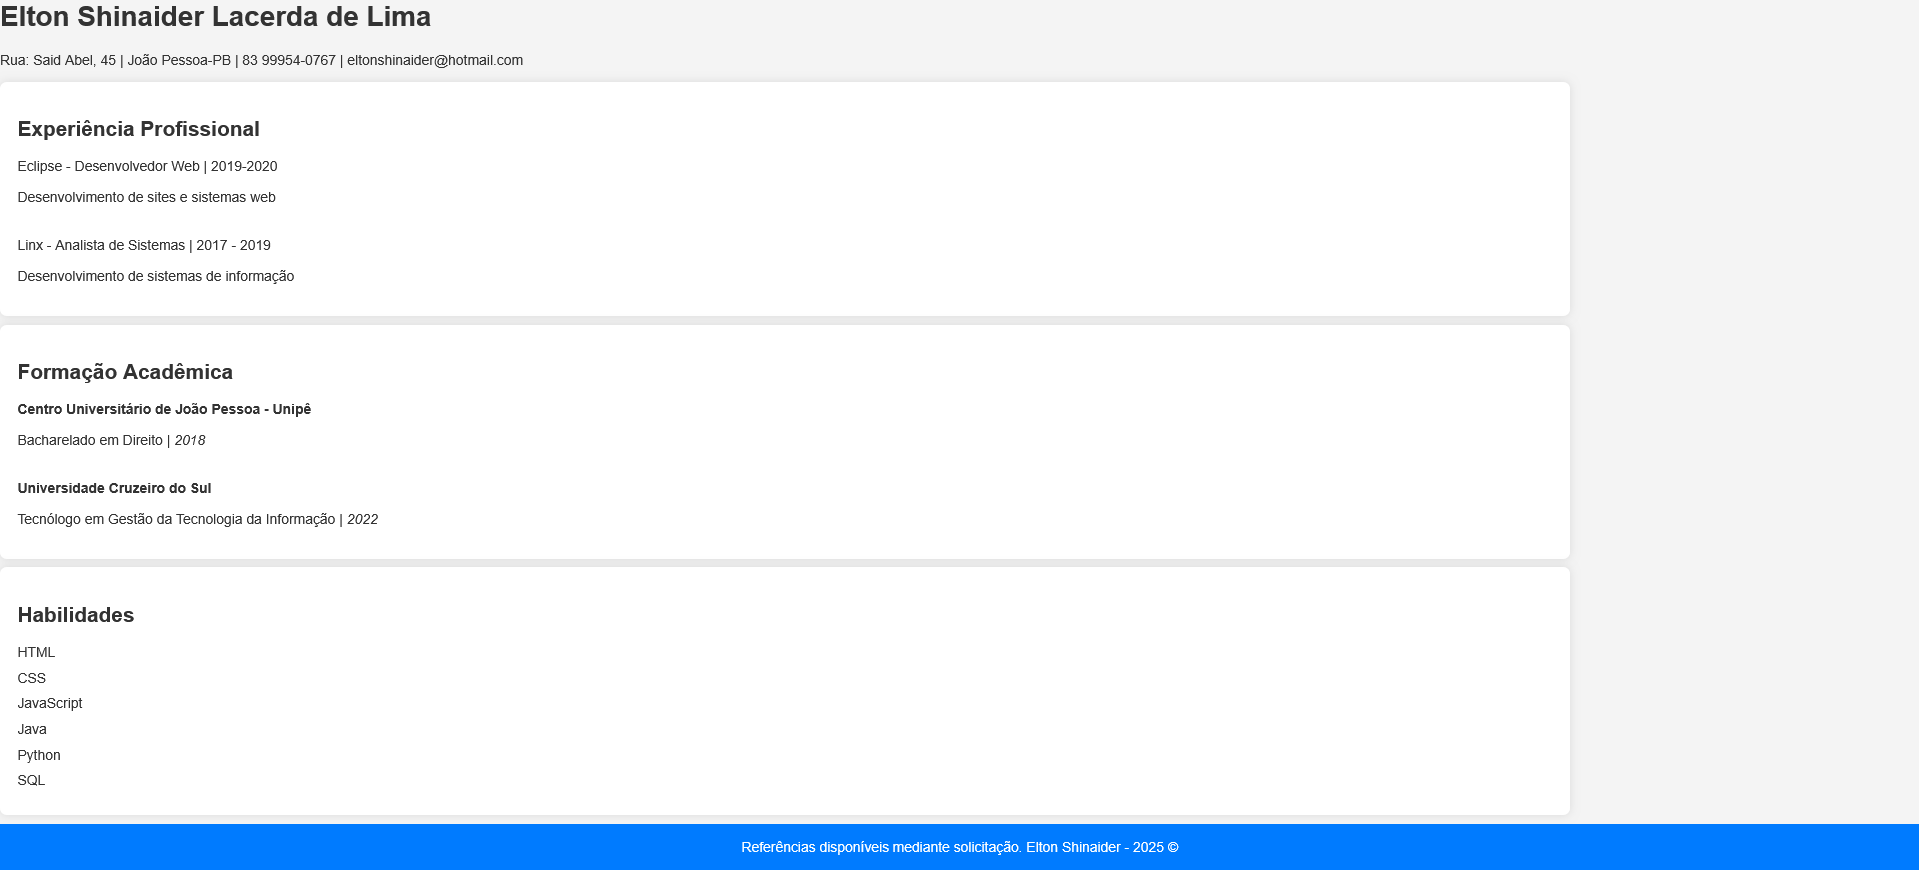 Elton Shinaider Lacerda de Lima
Rua: Said Abel, 45 | João Pessoa-PB | 83 99954-0767 | eltonshinaider@hotmail.com
Experiência Profissional
Eclipse - Desenvolvedor Web | 2019-2020
Desenvolvimento de sites e sistemas web
Linx - Analista de Sistemas | 2017 - 2019
Desenvolvimento de sistemas de informação
Formação Acadêmica
Centro Universitário de João Pessoa - Unipê
Bacharelado em Direito | 2018
Universidade Cruzeiro do Sul
Tecnólogo em Gestão da Tecnologia da Informação | 2022
Habilidades
HTML
CSS
JavaScript
Java
Python
SQL
Referências disponíveis mediante solicitação. Elton Shinaider - 2025 ©